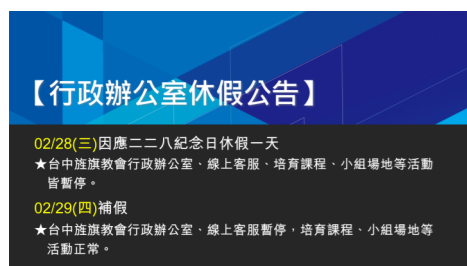 【行政辦公室休假公告】
02/28(三)因應二二八紀念日休假一天
★台中旌旗教會行政辦公室、線上客服、培育課程、小組場地等活動
皆暫停。
02/29(四)補假
★台中旌旗教會行政辦公室、線上客服暫停，培育課程、小組場地等
活動正常。